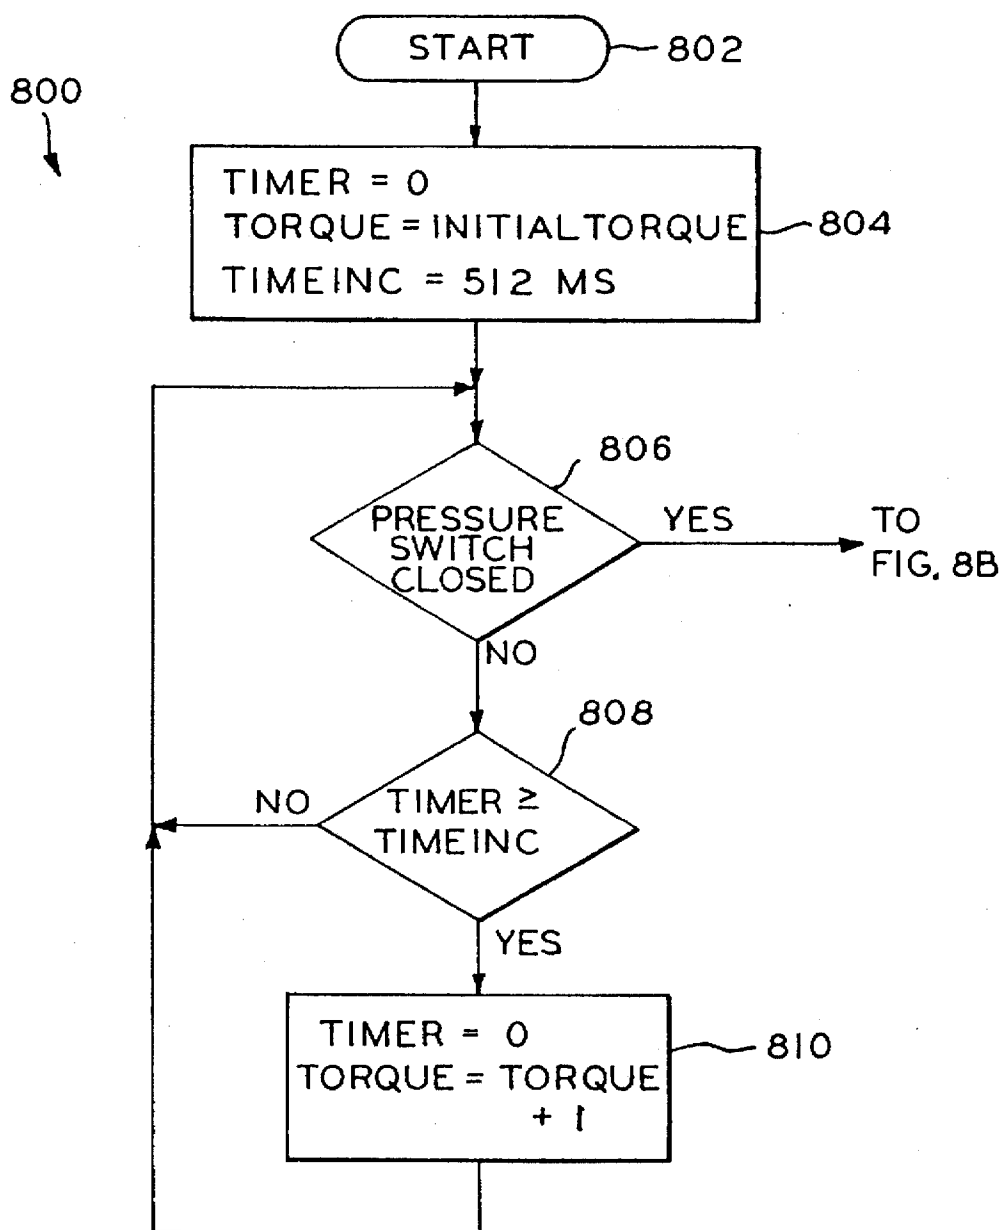 START
802
800
TIMER = 0
TORQUE = INITIALTORQUE
TIMEINC = 512 MS
804
806
PRESSURE
SWITCH
CLOSED
YES
TO
FIG. 8B
NO
808
TIMER ≥
TIMEINC
NO
YES
TIMER = 0
TORQUE = TORQUE
+ 1
810